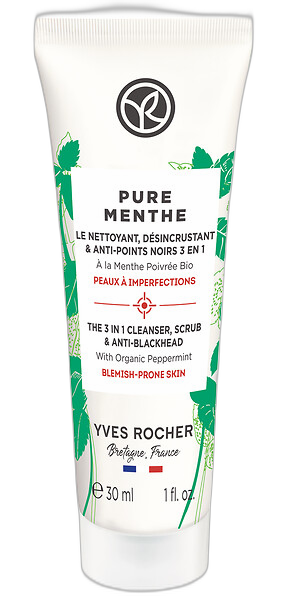 PURE
MENTHE
LE NETTOYANT, DÉSINCRUSTANT
& ANTI-POINTS NOIRS 3 EN 1
À la Menthe Poivrée Bio
PEAUX À IMPERFECTIONS
THE 3 IN 1 CLEANSER, SCRUB
& ANTI-BLACKHEAD
With Organic Peppermint
BLEMISH-PRONE SKIN
YVES ROCHER
Bretagne, France
℮ 30 ml 1 fl. oz.